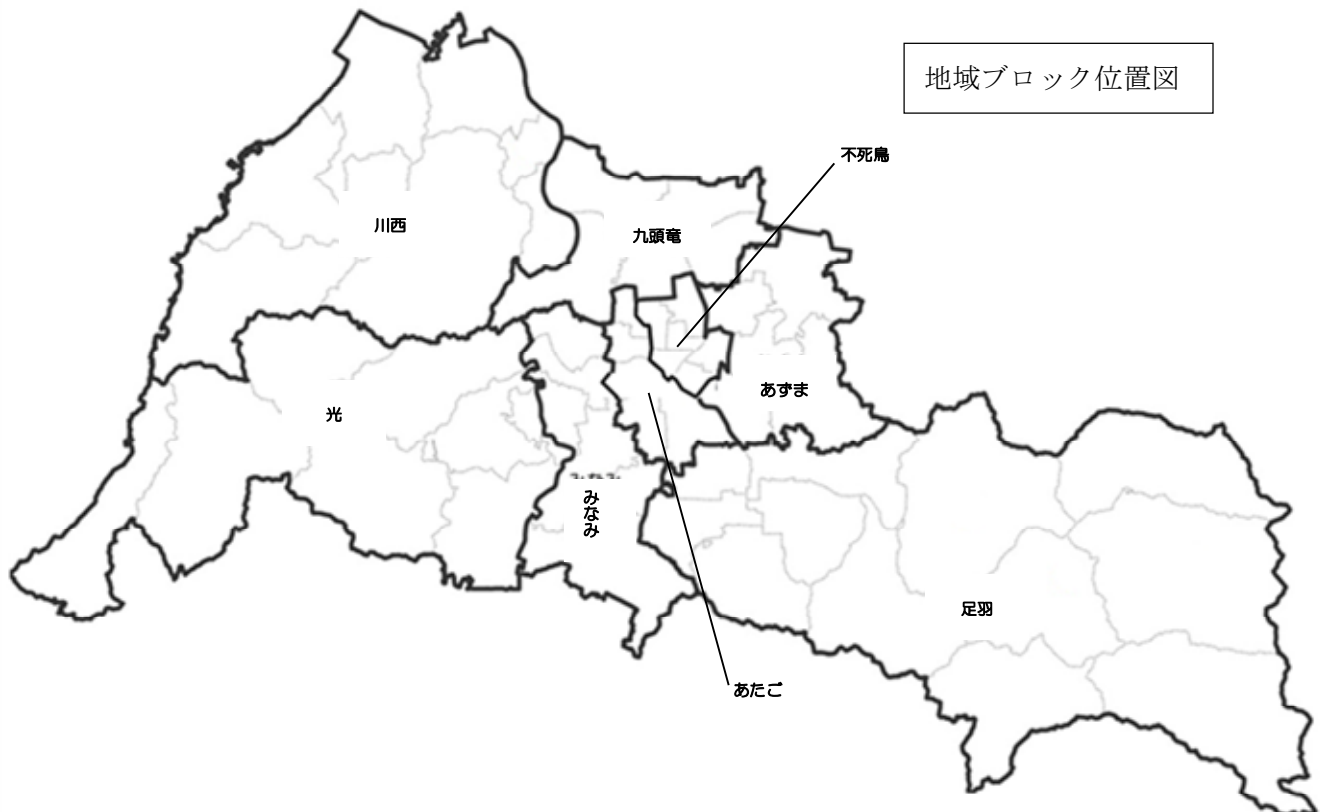 地域ブロック位置図
不死鳥
川西
九頭竜
あずま
光
みなみ
足羽
あたご